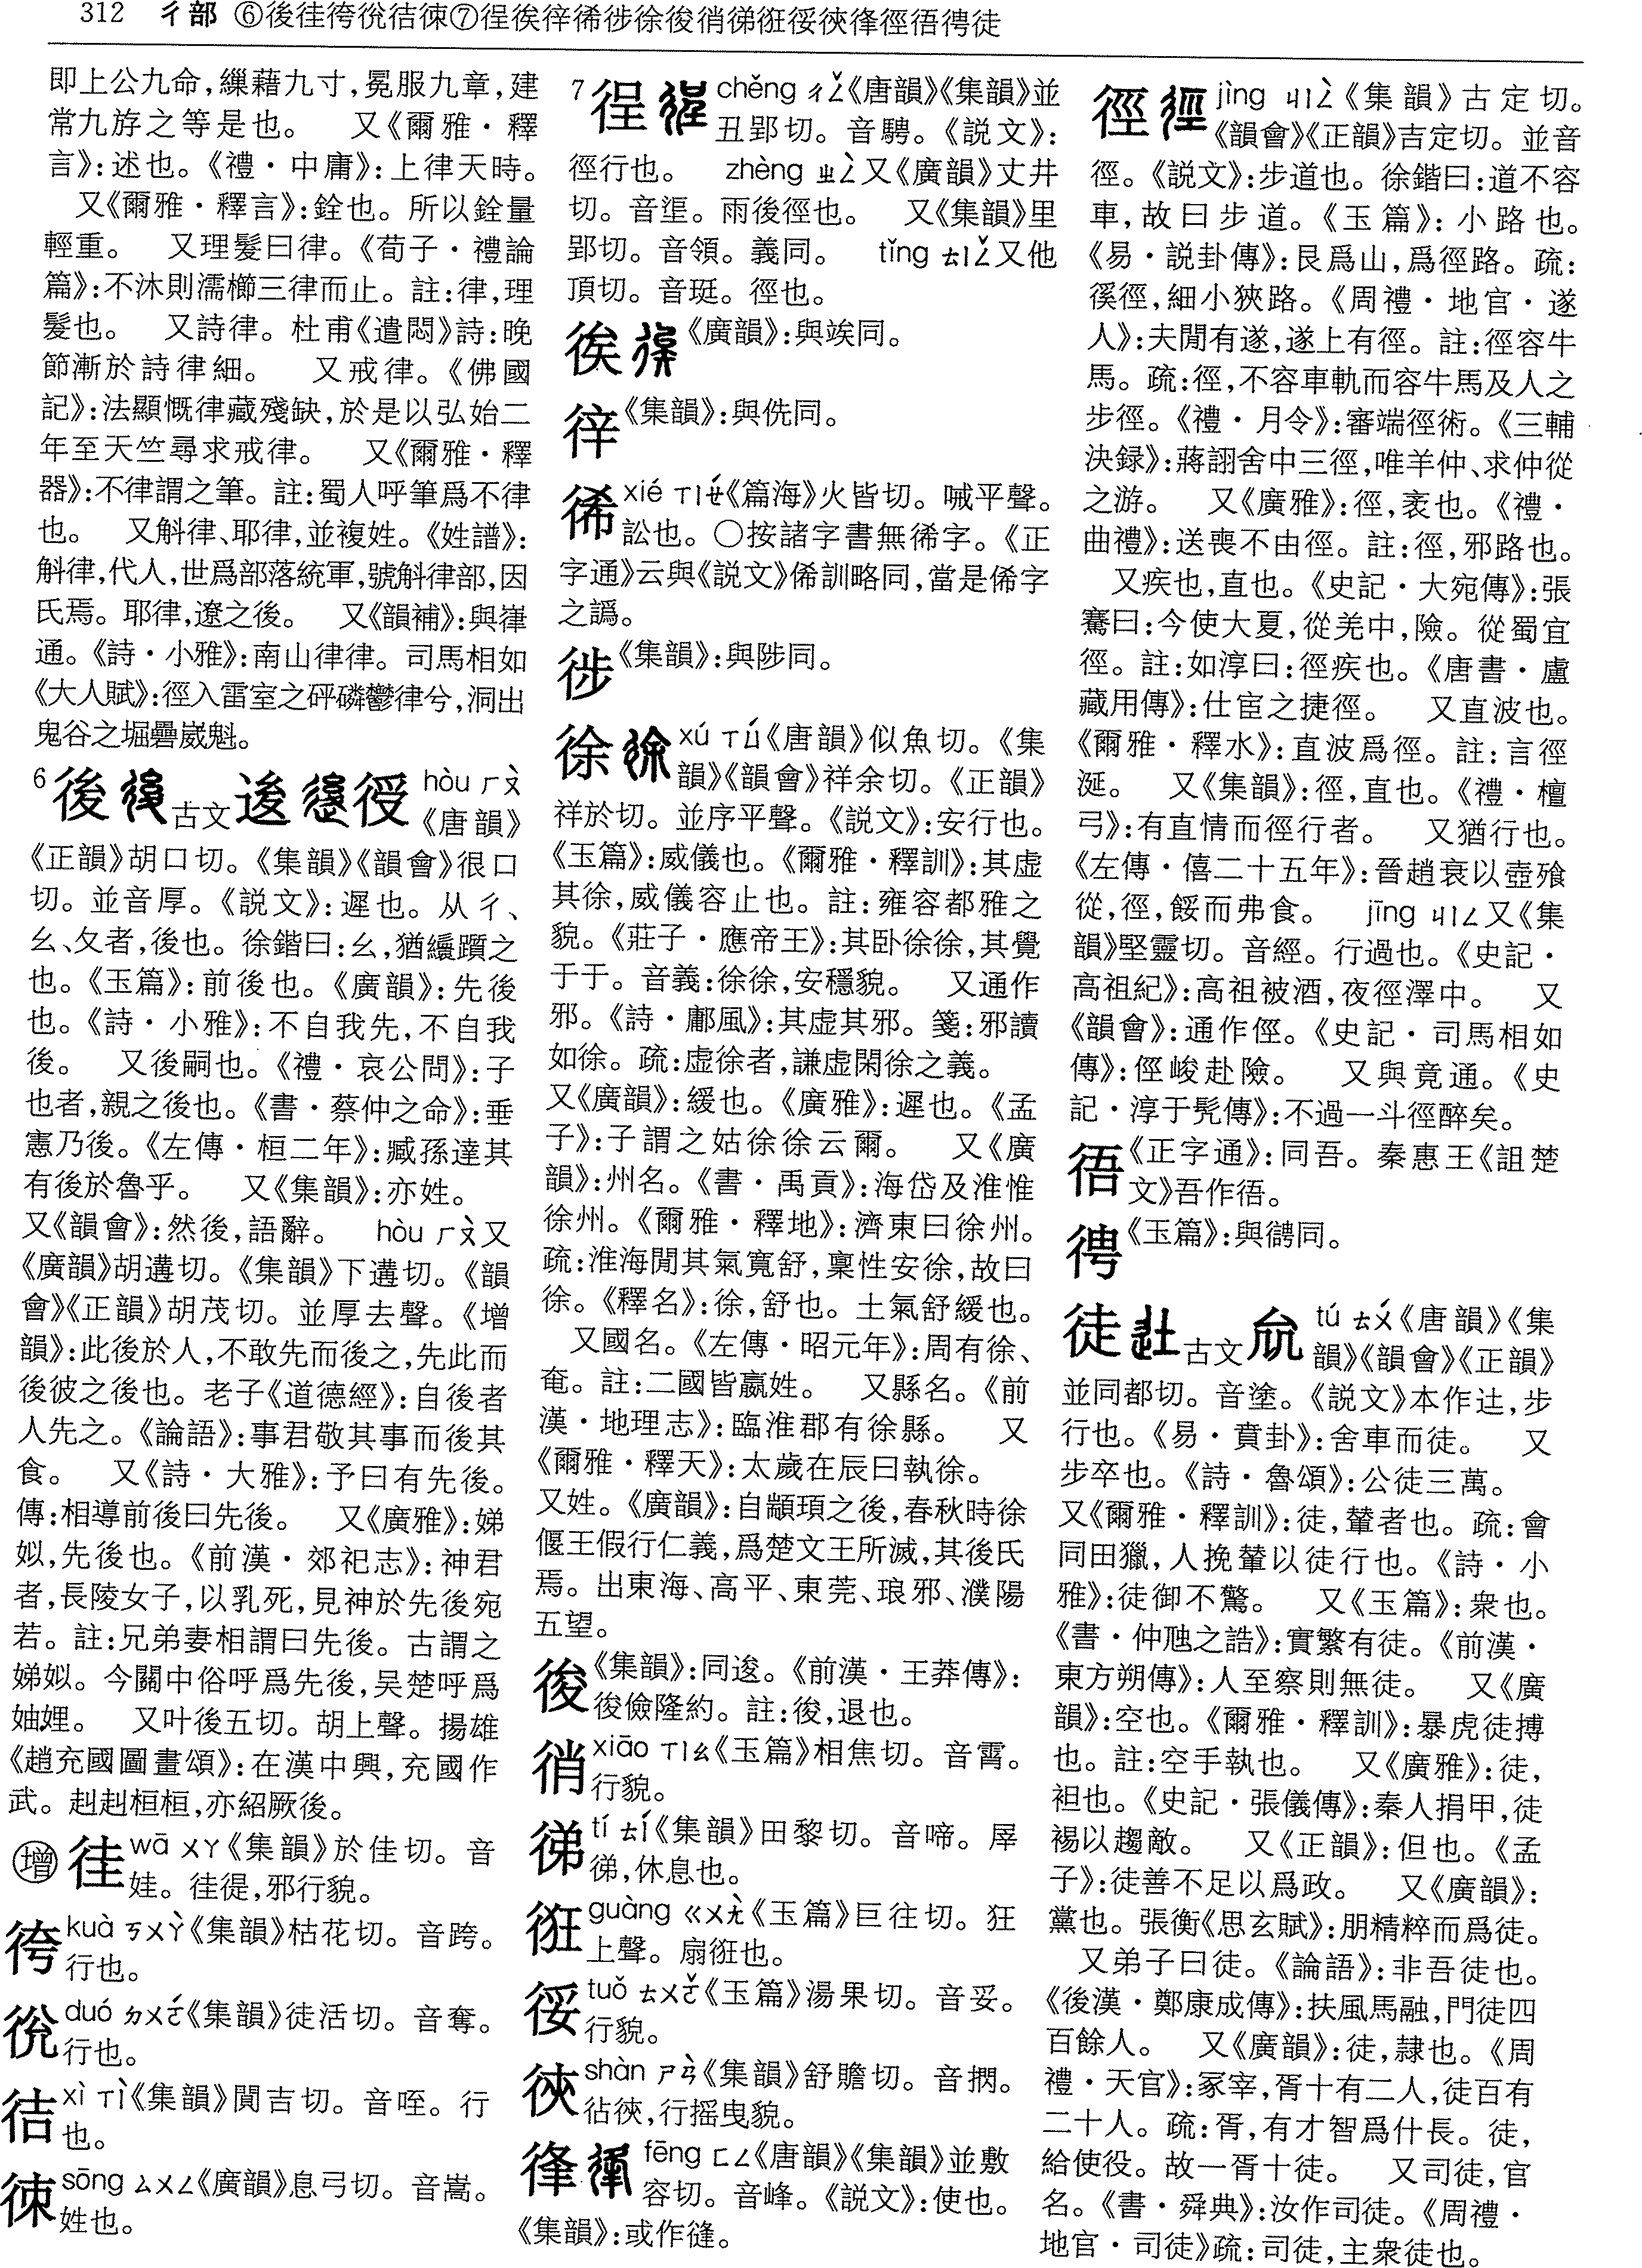 312 彳部 ⑥後徍㣄㣞㣟𢓱⑦徎㣥㣣𢓬徏徐㣪㣦𢓡俇㣦㣣㣭徑㣳𢓳徒
即上公九命,繅藉九寸,冕服九章,建
常九斿之等是也。 又《爾雅·釋
言》:述也。《禮·中庸》:上律天時。
又《爾雅·釋言》:銓也。所以銓量
輕重。 又理髮曰律。《荀子·禮論
篇》:不沐則濡櫛三律而止。註:律,理
髮也。 又詩律。杜甫《遣悶》詩:晚
節漸於詩律細。 又戒律。《佛國
記》:法顯慨律藏殘缺,於是以弘始二
年至天竺尋求戒律。 又《爾雅·釋
器》:不律謂之筆。註:蜀人呼筆爲不律
也。 又斛律、耶律,並複姓。《姓譜》:
斛律,代人,世爲部落統軍,號斛律部,因
氏焉。耶律,遼之後。 又《韻補》:與嵂
通。《詩·小雅》:南山律律。司馬相如
《大人賦》:徑入雷室之砰磷鬱律兮,洞出
鬼谷之堀礨崴魁。
6 後 古文 hòu ㄏㄡˋ
《唐韻》
《正韻》胡口切。《集韻》《韻會》很口
切。並音厚。《説文》:遲也。从彳、
幺、夊者,後也。徐鍇曰:幺,猶纑躓之
也。《玉篇》:前後也。《廣韻》:先後
也。《詩·小雅》:不自我先,不自我
後。 又後嗣也。《禮·哀公問》:子
也者,親之後也。《書·蔡仲之命》:垂
憲乃後。《左傳·桓二年》:臧孫達其
有後於魯乎。 又《集韻》:亦姓。
又《韻會》:然後,語辭。 hòu ㄏㄡˋ又
《廣韻》胡遘切。《集韻》下遘切。《韻
會》《正韻》胡茂切。並厚去聲。《增
韻》:此後於人,不敢先而後之,先此而
後彼之後也。老子《道德經》:自後者
人先之。《論語》:事君敬其事而後其
食。 又《詩·大雅》:予曰有先後。
傳:相導前後曰先後。 又《廣雅》:娣
姒,先後也。《前漢·郊祀志》:神君
者,長陵女子,以乳死,見神於先後宛
若。註:兄弟妻相謂曰先後。古謂之
娣姒。今關中俗呼爲先後,吴楚呼爲
妯娌。 又叶後五切。胡上聲。揚雄
《趙充國圖畫頌》:在漢中興,充國作
武。赳赳桓桓,亦紹厥後。
增 徍 wā ㄨㄚ《集韻》於佳切。音
娃。徍徥,邪行貌。
kuà ㄎㄨㄚˋ《集韻》枯花切。音跨。
行也。
duó ㄉㄨㄛˊ《集韻》徒活切。音奪。
行也。
xì ㄒㄧˋ《集韻》闃吉切。音咥。行
也。
sōng ㄙㄨㄥ《廣韻》息弓切。音嵩。
姓也。
7 徎 chěng ㄔㄥˇ《唐韻》《集韻》並
丑郢切。音騁。《説文》:
徑行也。 zhèng ㄓㄥˋ又《廣韻》丈井
切。音渠。雨後徑也。 又《集韻》里
郢切。音領。義同。 tǐng ㄊㄧㄥˇ又他
頂切。音珽。徑也。
《廣韻》:與竢同。
《集韻》:與侁同。
xié ㄒㄧㄝˊ《篇海》火皆切。喊平聲。
訟也。○按諸字書無㣲字。《正
字通》云與《説文》俙訓略同,當是俙字
之譌。
徏《集韻》:與陟同。
徐 xú ㄒㄩˊ《唐韻》似魚切。《集
韻》《韻會》祥余切。《正韻》
祥於切。並序平聲。《説文》:安行也。
《玉篇》:威儀也。《爾雅·釋訓》:其虚
其徐,威儀容止也。註:雍容都雅之
貌。《莊子·應帝王》:其卧徐徐,其覺
于于。音義:徐徐,安穩貌。 又通作
邪。《詩·鄘風》:其虚其邪。箋:邪讀
如徐。疏:虚徐者,謙虚閑徐之義。
又《廣韻》:緩也。《廣雅》:遲也。《孟
子》:子謂之姑徐徐云爾。 又《廣
韻》:州名。《書·禹貢》:海岱及淮惟
徐州。《爾雅·釋地》:濟東曰徐州。
疏:淮海閒其氣寬舒,稟性安徐,故曰
徐。《釋名》:徐,舒也。土氣舒緩也。
又國名。《左傳·昭元年》:周有徐、
奄。註:二國皆嬴姓。 又縣名。《前
漢·地理志》:臨淮郡有徐縣。 又
《爾雅·釋天》:太歲在辰曰執徐。
又姓。《廣韻》:自顓頊之後,春秋時徐
偃王假行仁義,爲楚文王所滅,其後氏
焉。出東海、高平、東莞、琅邪、濮陽
五望。
《集韻》:同逡。《前漢·王莽傳》:
後儉隆約。註:後,退也。
xiāo ㄒㄧㄠ《玉篇》相焦切。音霄。
行貌。
tí ㄊㄧˊ《集韻》田黎切。音啼。屖
㣢,休息也。
guàng ㄍㄨㄤˋ《玉篇》巨往切。狂
上聲。扇俇也。
tuǒ ㄊㄨㄛˇ《玉篇》湯果切。音妥。
行貌。
shàn ㄕㄢˋ《集韻》舒贍切。音掞。
㣶㣣,行摇曳貌。
fēng ㄈㄥ《唐韻》《集韻》並敷
容切。音峰。《説文》:使也。
《集韻》:或作䢫。
徑 jìng ㄐㄧㄥˋ《集韻》古定切。
《韻會》《正韻》吉定切。並音
徑。《説文》:步道也。徐鍇曰:道不容
車,故曰步道。《玉篇》:小路也。
《易·説卦傳》:艮爲山,爲徑路。疏:
徯徑,細小狹路。《周禮·地官·遂
人》:夫閒有遂,遂上有徑。註:徑容牛
馬。疏:徑,不容車軌而容牛馬及人之
步徑。《禮·月令》:審端徑術。《三輔
決録》:蔣詡舍中三徑,唯羊仲、求仲從
之游。 又《廣雅》:徑,衺也。《禮·
曲禮》:送喪不由徑。註:徑,邪路也。
又疾也,直也。《史記·大宛傳》:張
騫曰:今使大夏,從羌中,險。從蜀宜
徑。註:如淳曰:徑疾也。《唐書·盧
藏用傳》:仕宦之捷徑。 又直波也。
《爾雅·釋水》:直波爲徑。註:言徑
涎。 又《集韻》:徑,直也。《禮·檀
弓》:有直情而徑行者。 又猶行也。
《左傳·僖二十五年》:晉趙衰以壺飱
從,徑,餒而弗食。 jīng ㄐㄧㄥ又《集
韻》堅靈切。音經。行過也。《史記·
高祖紀》:高祖被酒,夜徑澤中。 又
《韻會》:通作俓。《史記·司馬相如
傳》:俓峻赴險。 又與竟通。《史
記·淳于髡傳》:不過一斗徑醉矣。
《正字通》:同吾。秦惠王《詛楚
文》吾作㣳。
《玉篇》:與德同。
徒 古文 tú ㄊㄨˊ《唐韻》《集
韻》《韻會》《正韻》
並同都切。音塗。《説文》本作辻,步
行也。《易·賁卦》:舍車而徒。 又
步卒也。《詩·魯頌》:公徒三萬。
又《爾雅·釋訓》:徒,輦者也。疏:會
同田獵,人挽輦以徒行也。《詩·小
雅》:徒御不驚。 又《玉篇》:衆也。
《書·仲虺之誥》:實繁有徒。《前漢·
東方朔傳》:人至察則無徒。 又《廣
韻》:空也。《爾雅·釋訓》:暴虎徒搏
也。註:空手執也。 又《廣雅》:徒,
袒也。《史記·張儀傳》:秦人捐甲,徒
裼以趨敵。 又《正韻》:但也。《孟
子》:徒善不足以爲政。 又《廣韻》:
黨也。張衡《思玄賦》:朋精粹而爲徒。
又弟子曰徒。《論語》:非吾徒也。
《後漢·鄭康成傳》:扶風馬融,門徒四
百餘人。 又《廣韻》:徒,隷也。《周
禮·天官》:冢宰,胥十有二人,徒百有
二十人。疏:胥,有才智爲什長。徒,
給使役。故一胥十徒。 又司徒,官
名。《書·舜典》:汝作司徒。《周禮·
地官·司徒》疏:司徒,主衆徒也。